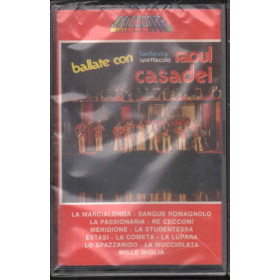 ballate con
l'orchestra
spettacolo
raoul
casadei
LA MARCIALONGA - SANGUE ROMAGNOLO
LA PASSIONARIA - RE CECCONI'
MERIDIONE - LA STUDENTESSA
ESTASI - LA COMETA - LA LUPARA
LO SPAZZANIDO - LA MUCCIOLATA
MILLE MIGLIA